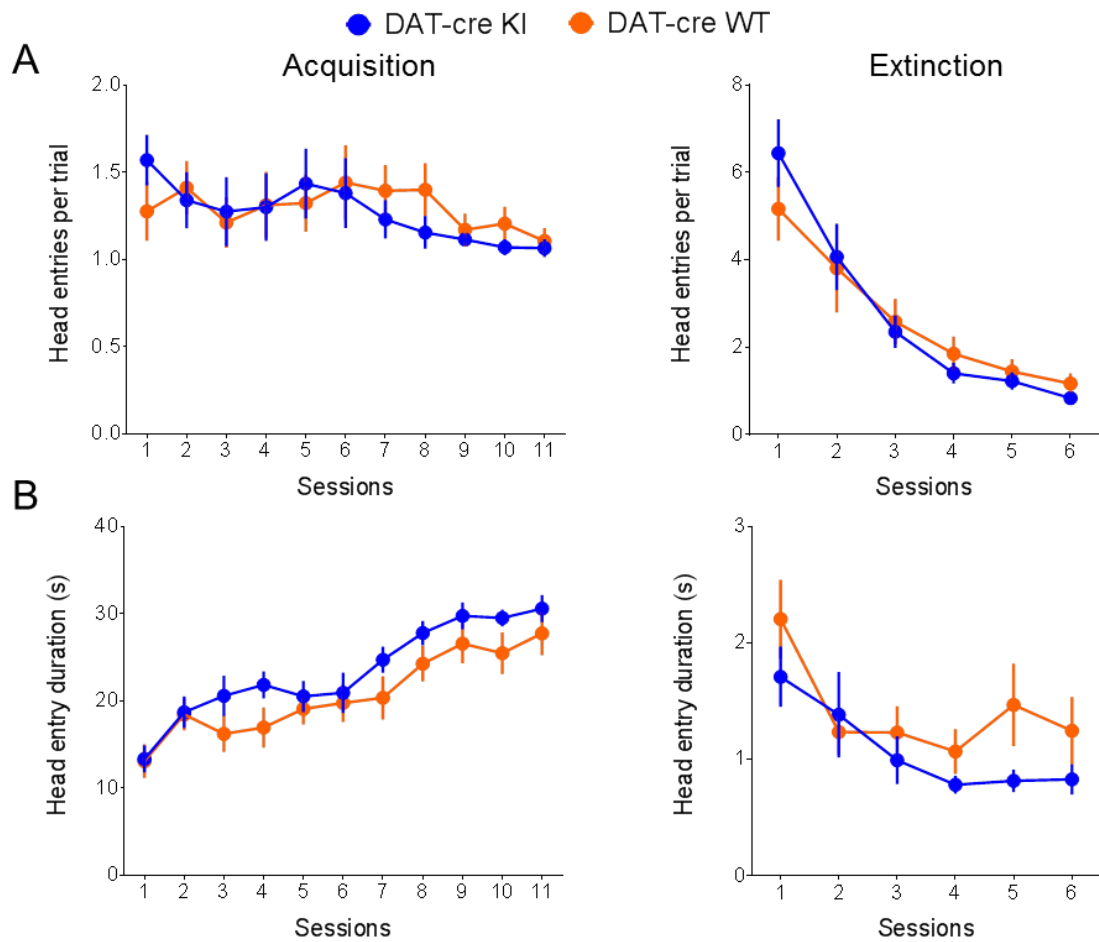 DAT-cre KI DAT-cre WT
A
Acquisition
Extinction
Head entries per trial
2.0
1.5
1.0
0.5
0.0
1 2 3 4 5 6 7 8 9 10 11
Sessions
Head entries per trial
8
6
4
2
0
1 2 3 4 5 6
Sessions
B
Head entry duration (s)
40
30
20
10
0
1 2 3 4 5 6 7 8 9 10 11
Sessions
Head entry duration (s)
3
2
1
0
1 2 3 4 5 6
Sessions